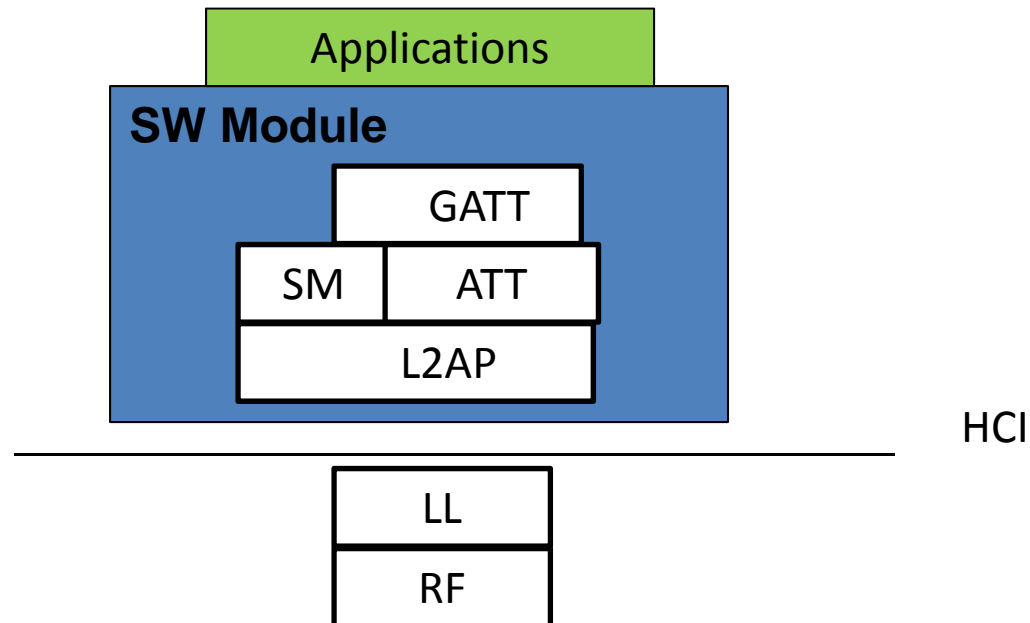 Applications
SW Module
GATT
SM ATT
L2AP
HCI
LL
RF